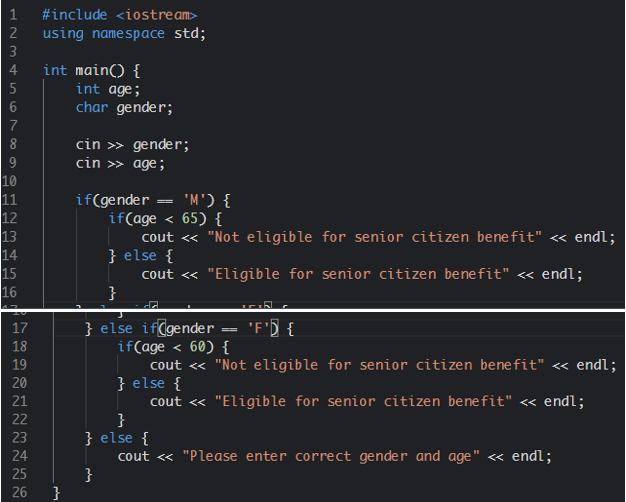 1 #include <iostream>
2 using namespace std;
3
4 int main() {
5     int age;
6     char gender;
7
8     cin >> gender;
9     cin >> age;
10
11     if(gender == 'M') {
12         if(age < 65) {
13             cout << "Not eligible for senior citizen benefit" << endl;
14         } else {
15             cout << "Eligible for senior citizen benefit" << endl;
16         }
17     } else if(gender == 'F') {
18         if(age < 60) {
19             cout << "Not eligible for senior citizen benefit" << endl;
20         } else {
21             cout << "Eligible for senior citizen benefit" << endl;
22         }
23     } else {
24         cout << "Please enter correct gender and age" << endl;
25     }
26 }